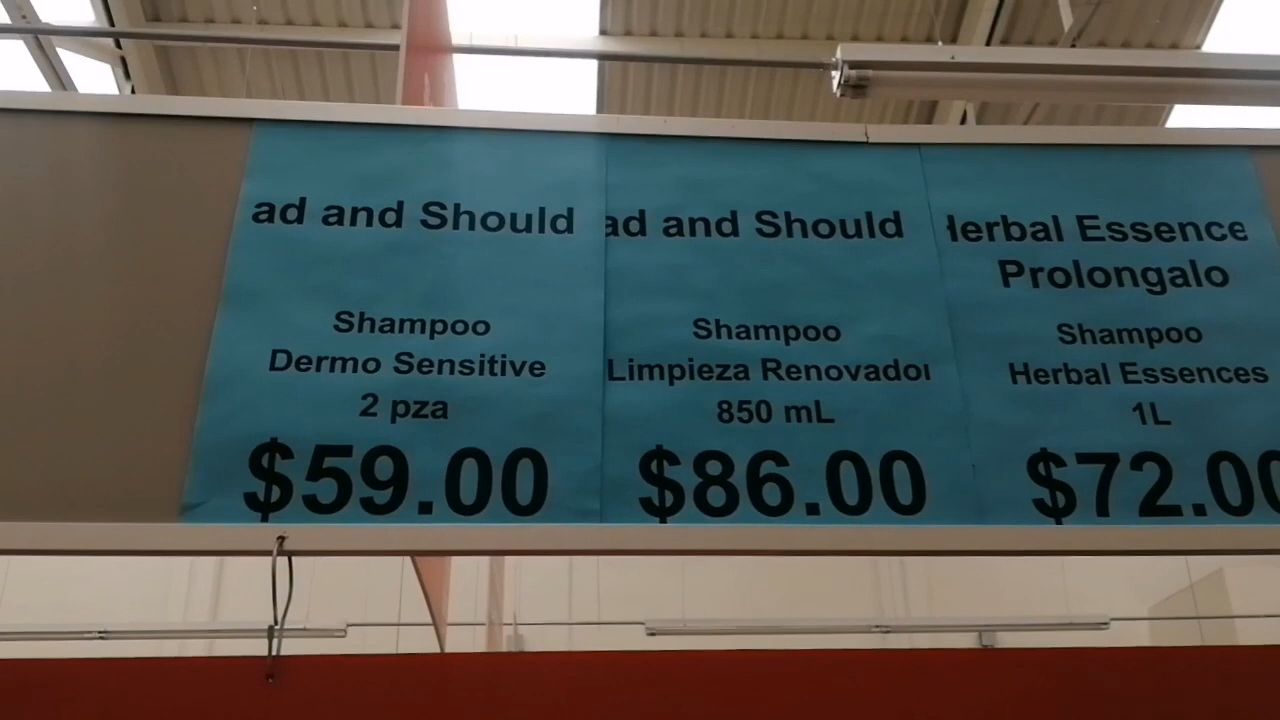 ad and Should
Shampoo
Dermo Sensitive
2 pza
$59.00
ad and Should
Shampoo
Limpieza Renovador
850 mL
$86.00
Herbal Essence
Prolongalo
Shampoo
Herbal Essences
1L
$72.00